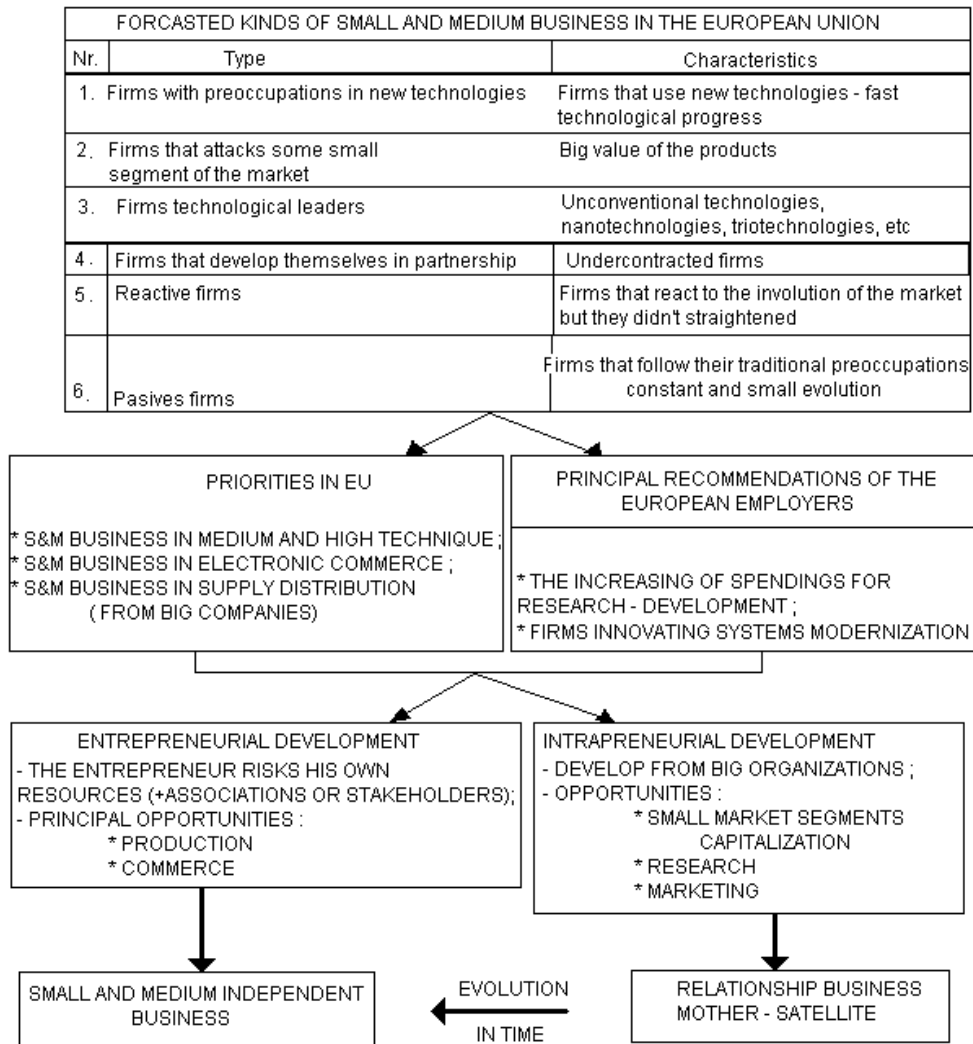 FORCASTED KINDS OF SMALL AND MEDIUM BUSINESS IN THE EUROPEAN UNION
Nr. Type Characteristics
1. Firms with preoccupations in new technologies Firms that use new technologies - fast
technological progress
2. Firms that attacks some small Big value of the products
segment of the market
3. Firms technological leaders Unconventional technologies,
nanotechnologies, triotechnologies, etc
4. Firms that develop themselves in partnership Undercontracted firms
5. Reactive firms Firms that react to the involution of the market
but they didn't straightened
Firms that follow their traditional preoccupations
6. Pasives firms constant and small evolution
PRIORITIES IN EU
* S&M BUSINESS IN MEDIUM AND HIGH TECHNIQUE ;
* S&M BUSINESS IN ELECTRONIC COMMERCE ;
* S&M BUSINESS IN SUPPLY DISTRIBUTION
( FROM BIG COMPANIES)
PRINCIPAL RECOMMENDATIONS OF THE
EUROPEAN EMPLOYERS
* THE INCREASING OF SPENDINGS FOR
RESEARCH - DEVELOPMENT ;
* FIRMS INNOVATING SYSTEMS MODERNIZATION
ENTREPRENEURIAL DEVELOPMENT
- THE ENTREPRENEUR RISKS HIS OWN
RESOURCES (+ASSOCIATIONS OR STAKEHOLDERS);
- PRINCIPAL OPPORTUNITIES :
* PRODUCTION
* COMMERCE
INTRAPRENEURIAL DEVELOPMENT
- DEVELOP FROM BIG ORGANIZATIONS ;
- OPPORTUNITIES :
* SMALL MARKET SEGMENTS
CAPITALIZATION
* RESEARCH
* MARKETING
SMALL AND MEDIUM INDEPENDENT
BUSINESS
EVOLUTION
IN TIME
RELATIONSHIP BUSINESS
MOTHER - SATELLITE